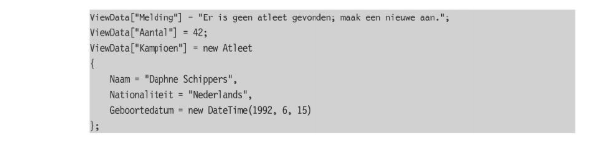 ViewData["Melding"] = "Er is geen atleet gevonden; maak een nieuwe aan.";
ViewData["Aantal"] = 42;
ViewData["Kampioen"] = new Atleet
{
    Naam = "Daphne Schippers",
    Nationaliteit = "Nederlands",
    Geboortedatum = new DateTime(1992, 6, 15)
};